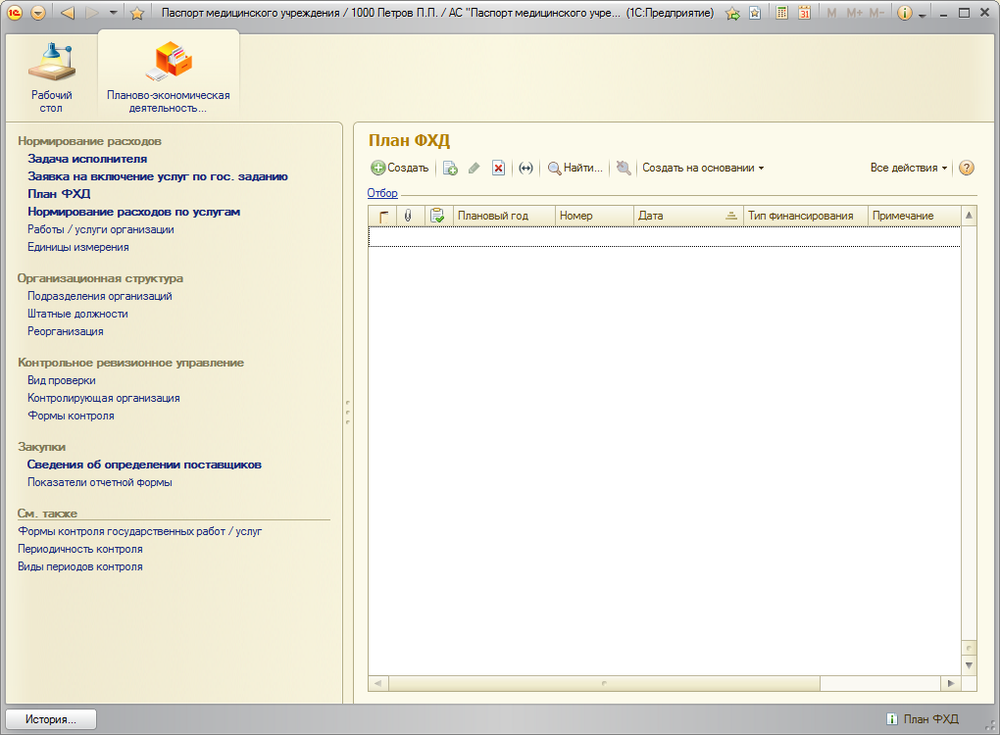 Паспорт медицинского учреждения / 1000 Петров П.П. / АС "Паспорт медицинского учре... (1С:Предприятие)
M M+ M-
31
Рабочий
стол
Планово-экономическая
деятельность...
Нормирование расходов
Задача исполнителя
Заявка на включение услуг по гос. заданию
План ФХД
Нормирование расходов по услугам
Работы / услуги организации
Единицы измерения
Организационная структура
Подразделения организаций
Штатные должности
Реорганизация
Контрольное ревизионное управление
Вид проверки
Контролирующая организация
Формы контроля
Закупки
Сведения об определении поставщиков
Показатели отчетной формы
См. также
Формы контроля государственных работ / услуг
Периодичность контроля
Виды периодов контроля
План ФХД
Создать Найти... Создать на основании Все действия ?
Отбор
Плановый год Номер Дата Тип финансирования Примечание
История... План ФХД